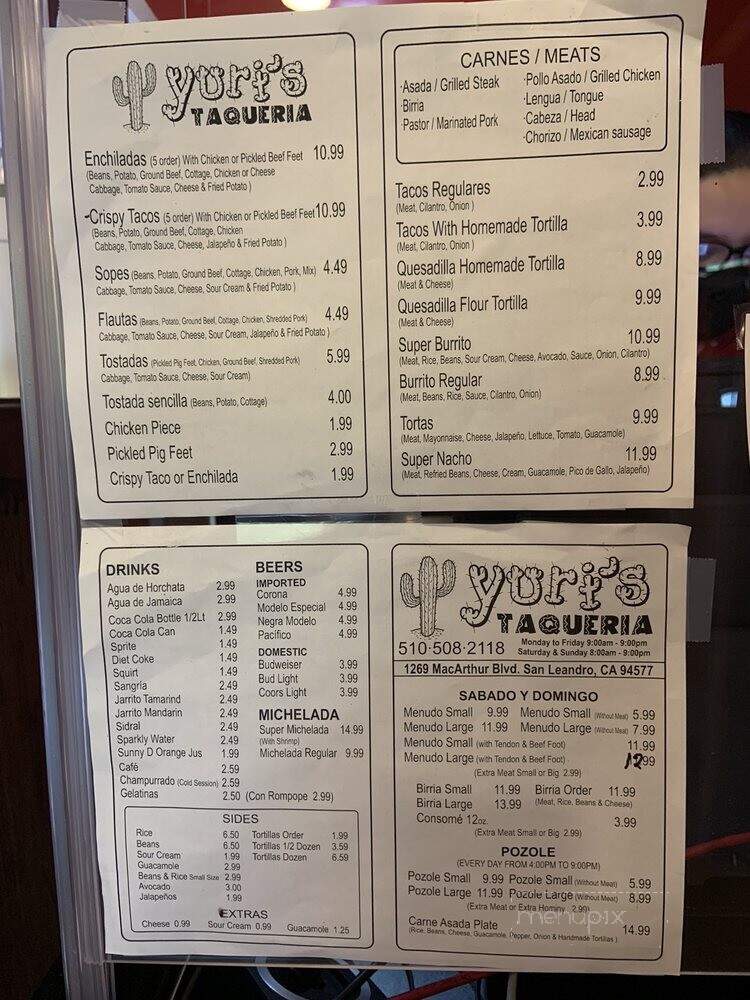 yuri's
TAQUERIA
Enchiladas (5 order) With Chicken or Pickled Beef Feet 10.99
(Beans, Potato, Ground Beef, Cottage, Chicken or Cheese
Cabbage, Tomato Sauce, Cheese & Fried Potato )
-Crispy Tacos (5 order) With Chicken or Pickled Beef Feet 10.99
(Beans, Potato, Ground Beef, Cottage, Chicken
Cabbage, Tomato Sauce, Cheese, Jalapeño & Fried Potato )
Sopes (Beans, Potato, Ground Beef, Cottage, Chicken, Pork, Mix) 4.49
Cabbage, Tomato Sauce, Cheese, Sour Cream & Fried Potato )
Flautas (Beans, Potato, Ground Beef, Cottage, Chicken, Shredded Pork) 4.49
Cabbage, Tomato Sauce, Cheese, Sour Cream, Jalapeño & Fried Potato )
Tostadas (Pickled Pig Feet, Chicken, Ground Beef, Shredded Pork) 5.99
Cabbage, Tomato Sauce, Cheese, Sour Cream)
Tostada sencilla (Beans, Potato, Cottage) 4.00
Chicken Piece 1.99
Pickled Pig Feet 2.99
Crispy Taco or Enchilada 1.99
CARNES / MEATS
·Asada / Grilled Steak
·Birria
·Pastor / Marinated Pork
·Pollo Asado / Grilled Chicken
·Lengua / Tongue
·Cabeza / Head
·Chorizo / Mexican sausage
Tacos Regulares 2.99
(Meat, Cilantro, Onion )
Tacos With Homemade Tortilla 3.99
(Meat, Cilantro, Onion )
Quesadilla Homemade Tortilla 8.99
(Meat & Cheese)
Quesadilla Flour Tortilla 9.99
(Meat & Cheese)
Super Burrito 10.99
(Meat, Rice, Beans, Sour Cream, Cheese, Avocado, Sauce, Onion, Cilantro)
Burrito Regular 8.99
(Meat, Beans, Rice, Sauce, Cilantro, Onion)
Tortas 9.99
(Meat, Mayonnaise, Cheese, Jalapeño, Lettuce, Tomato, Guacamole)
Super Nacho 11.99
(Meat, Refried Beans, Cheese, Cream, Guacamole, Pico de Gallo, Jalapeño)
DRINKS
Agua de Horchata 2.99
Agua de Jamaica 2.99
Coca Cola Bottle 1/2Lt 2.99
Coca Cola Can 1.49
Sprite 1.49
Diet Coke 1.49
Squirt 1.49
Sangría 2.49
Jarrito Tamarind 2.49
Jarrito Mandarin 2.49
Sidral 2.49
Sparkly Water 2.49
Sunny D Orange Jus 1.99
Café 2.59
Champurrado (Cold Session) 2.59
Gelatinas 2.50 (Con Rompope 2.99)
BEERS
IMPORTED
Corona 4.99
Modelo Especial 4.99
Negra Modelo 4.99
Pacífico 4.99
DOMESTIC
Budweiser 3.99
Bud Light 3.99
Coors Light 3.99
MICHELADA
Super Michelada 14.99
(With Shrimp)
Michelada Regular 9.99
SIDES
Rice 6.50
Beans 6.50
Sour Cream 1.99
Guacamole 2.99
Beans & Rice Small Size 2.99
Avocado 3.00
Jalapeños 1.99
Tortillas Order 1.99
Tortillas 1/2 Dozen 3.59
Tortillas Dozen 6.59
EXTRAS
Cheese 0.99 Sour Cream 0.99 Guacamole 1.25
yuri's
TAQUERIA
510·508·2118
Monday to Friday 9:00am - 9:00pm
Saturday & Sunday 8:00am - 9:00pm
1269 MacArthur Blvd. San Leandro, CA 94577
SABADO Y DOMINGO
Menudo Small 9.99 Menudo Small (Without Meat) 5.99
Menudo Large 11.99 Menudo Large (Without Meat) 7.99
Menudo Small (with Tendon & Beef Foot) 11.99
Menudo Large (with Tendon & Beef Foot) 12.99
(Extra Meat Small or Big 2.99)
Birria Small 11.99 Birria Order 11.99
Birria Large 13.99 (Meat, Rice, Beans & Cheese)
Consomé 12oz. 3.99
(Extra Meat Small or Big 2.99)
POZOLE
(EVERY DAY FROM 4:00PM TO 9:00PM)
Pozole Small 9.99 Pozole Small (Without Meat) 5.99
Pozole Large 11.99 Pozole Large (Without Meat) 8.99
(Extra Meat or Extra Hominy 2.99)
Carne Asada Plate 14.99
(Rice, Beans, Cheese, Guacamole, Pepper, Onion & Handmade Tortillas )
menupix